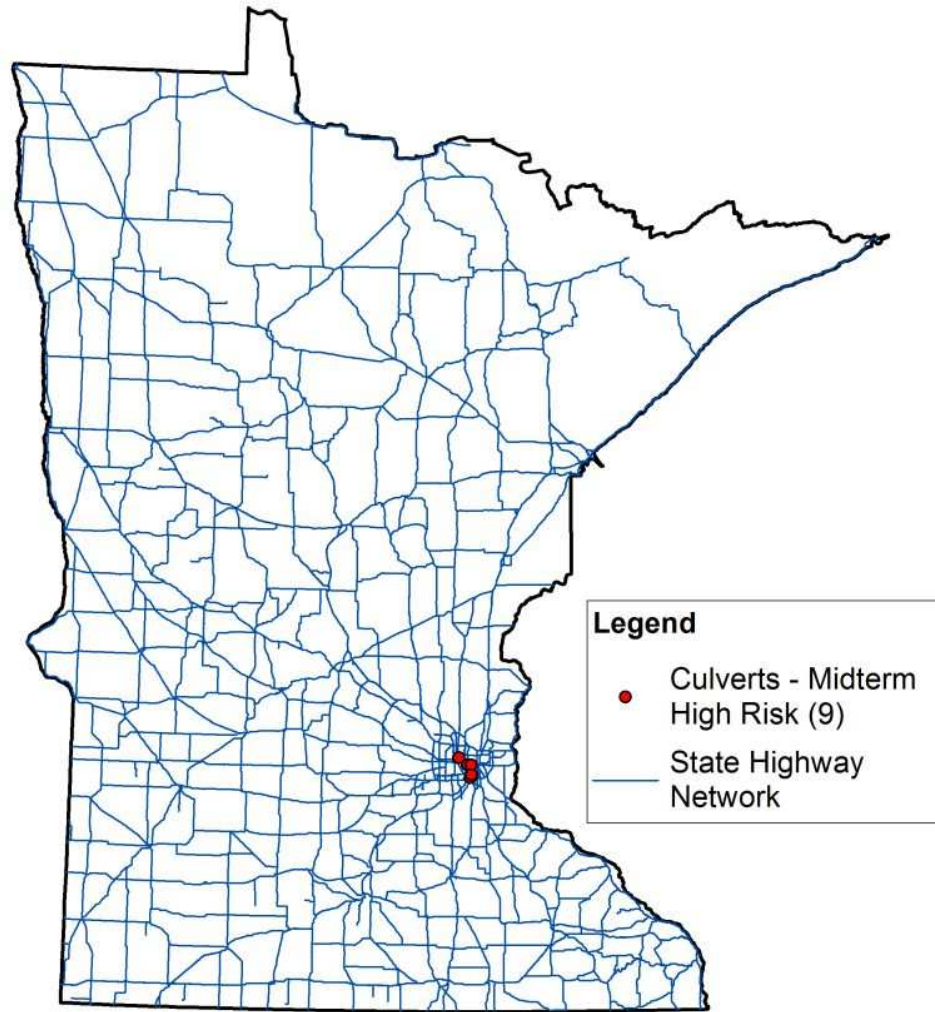 Legend
Culverts - Midterm
High Risk (9)
State Highway
Network